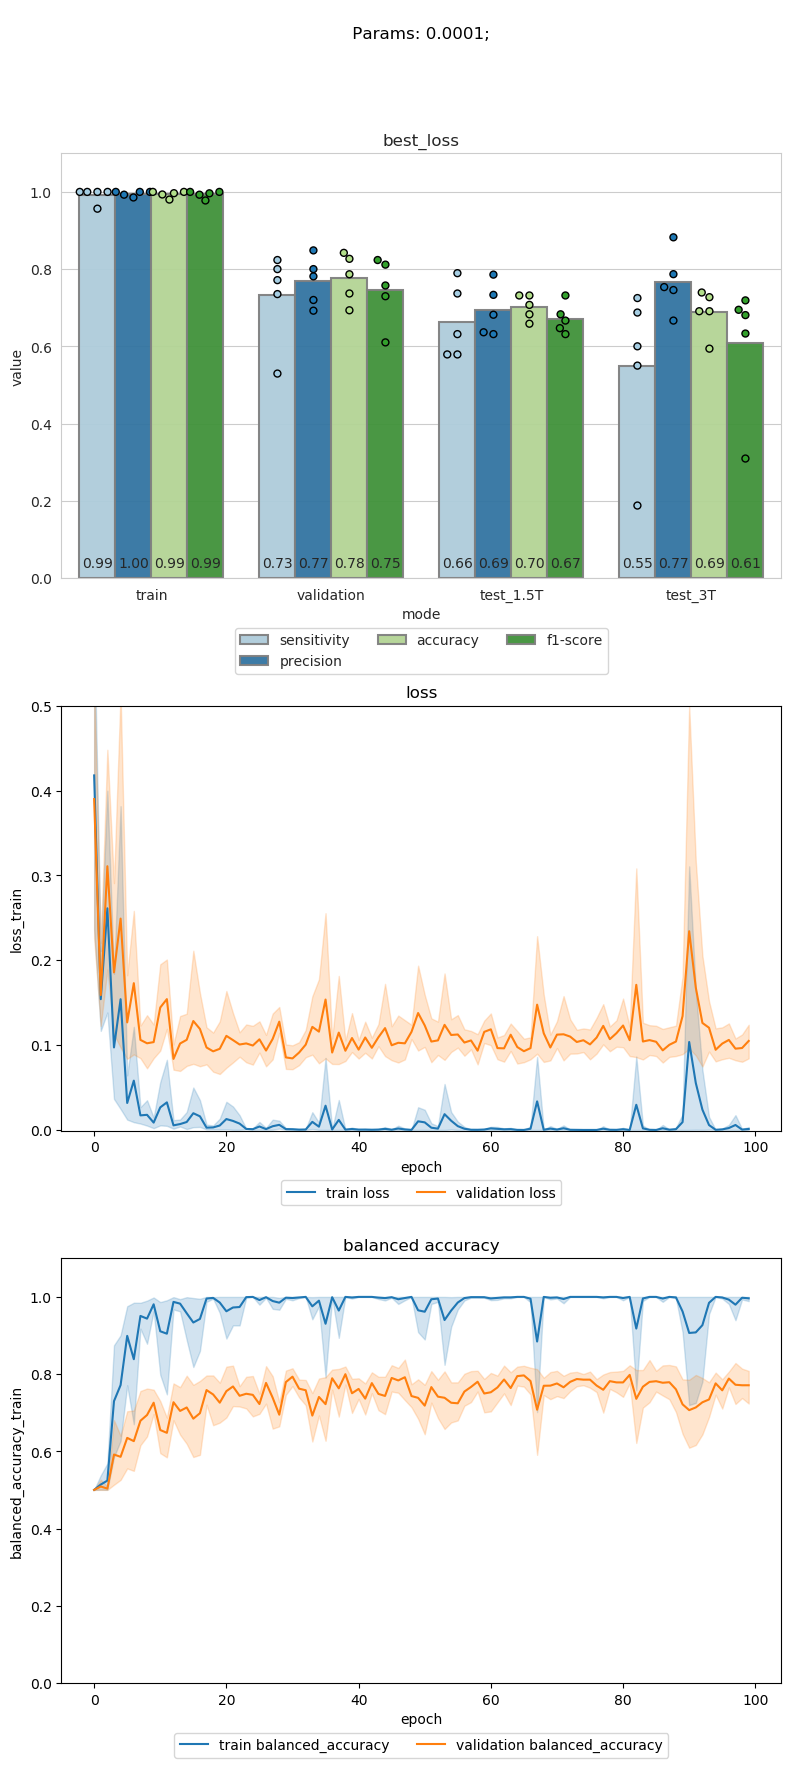 Params: 0.0001;
best_loss
1.0
0.8
0.6
0.4
0.2
0.0
value
0.99 1.00 0.99 0.99 0.73 0.77 0.78 0.75 0.66 0.69 0.70 0.67 0.55 0.77 0.69 0.61
train validation test_1.5T test_3T
mode
sensitivity accuracy f1-score
precision
loss
0.5
0.4
0.3
0.2
0.1
0.0
loss_train
0 20 40 60 80 100
epoch
train loss validation loss
balanced accuracy
1.0
0.8
0.6
0.4
0.2
0.0
balanced_accuracy_train
0 20 40 60 80 100
epoch
train balanced_accuracy validation balanced_accuracy